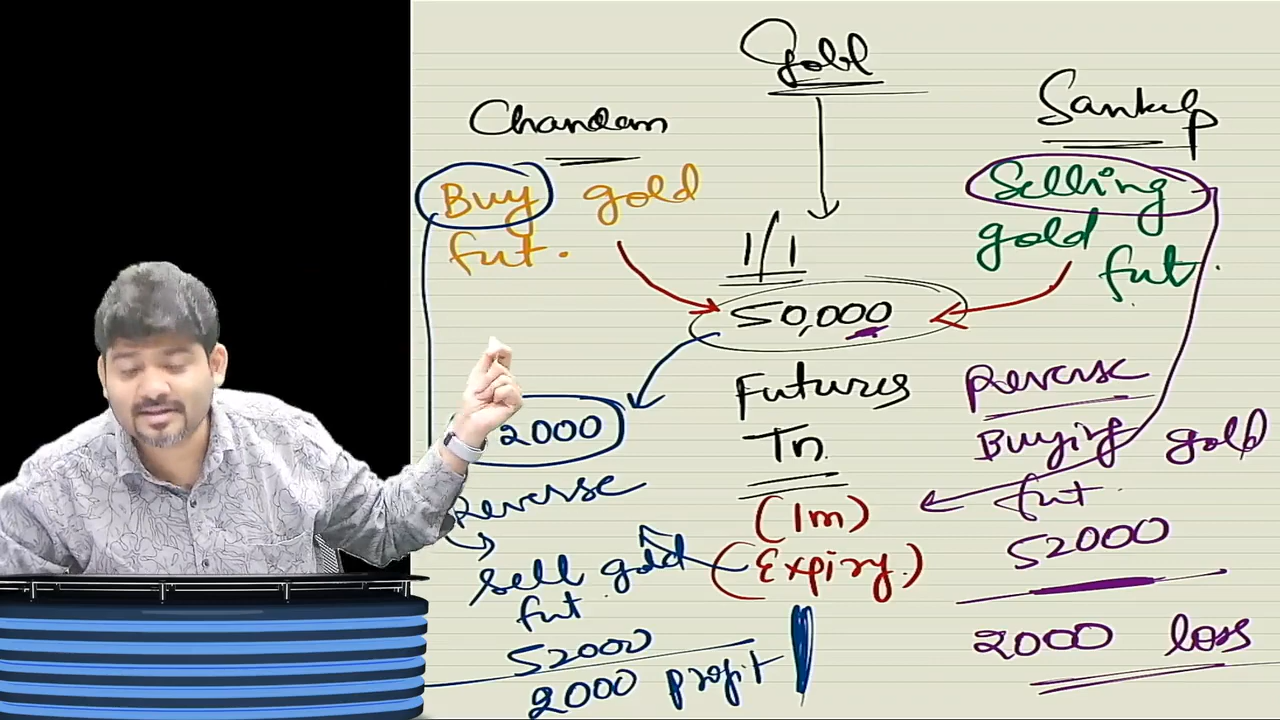 Gold
Chandan
Sankalp
Buy gold
fut.
Selling
gold
fut.
1/1
50,000
Futures
Tn
(1m)
(Expiry.)
2000
Reverse
sell gold
fut
52000
2000 profit
Reverse
Buying gold
fut.
52000
2000 loss